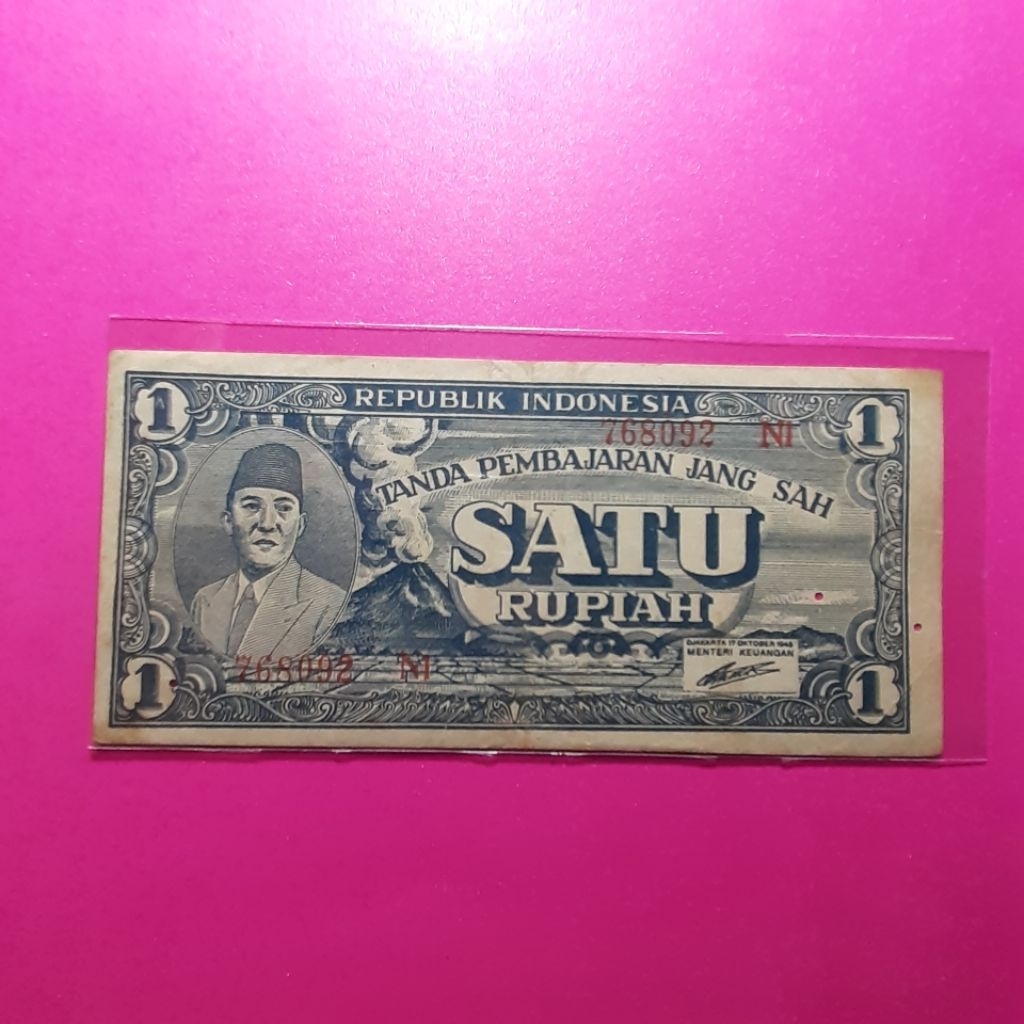 1
REPUBLIK INDONESIA
1
768092 NI
TANDA PEMBAJARAN JANG SAH
SATU
RUPIAH
DJAKARTA 17 OKTOBER 1945
MENTERI KEUANGAN
768092 NI
1
1